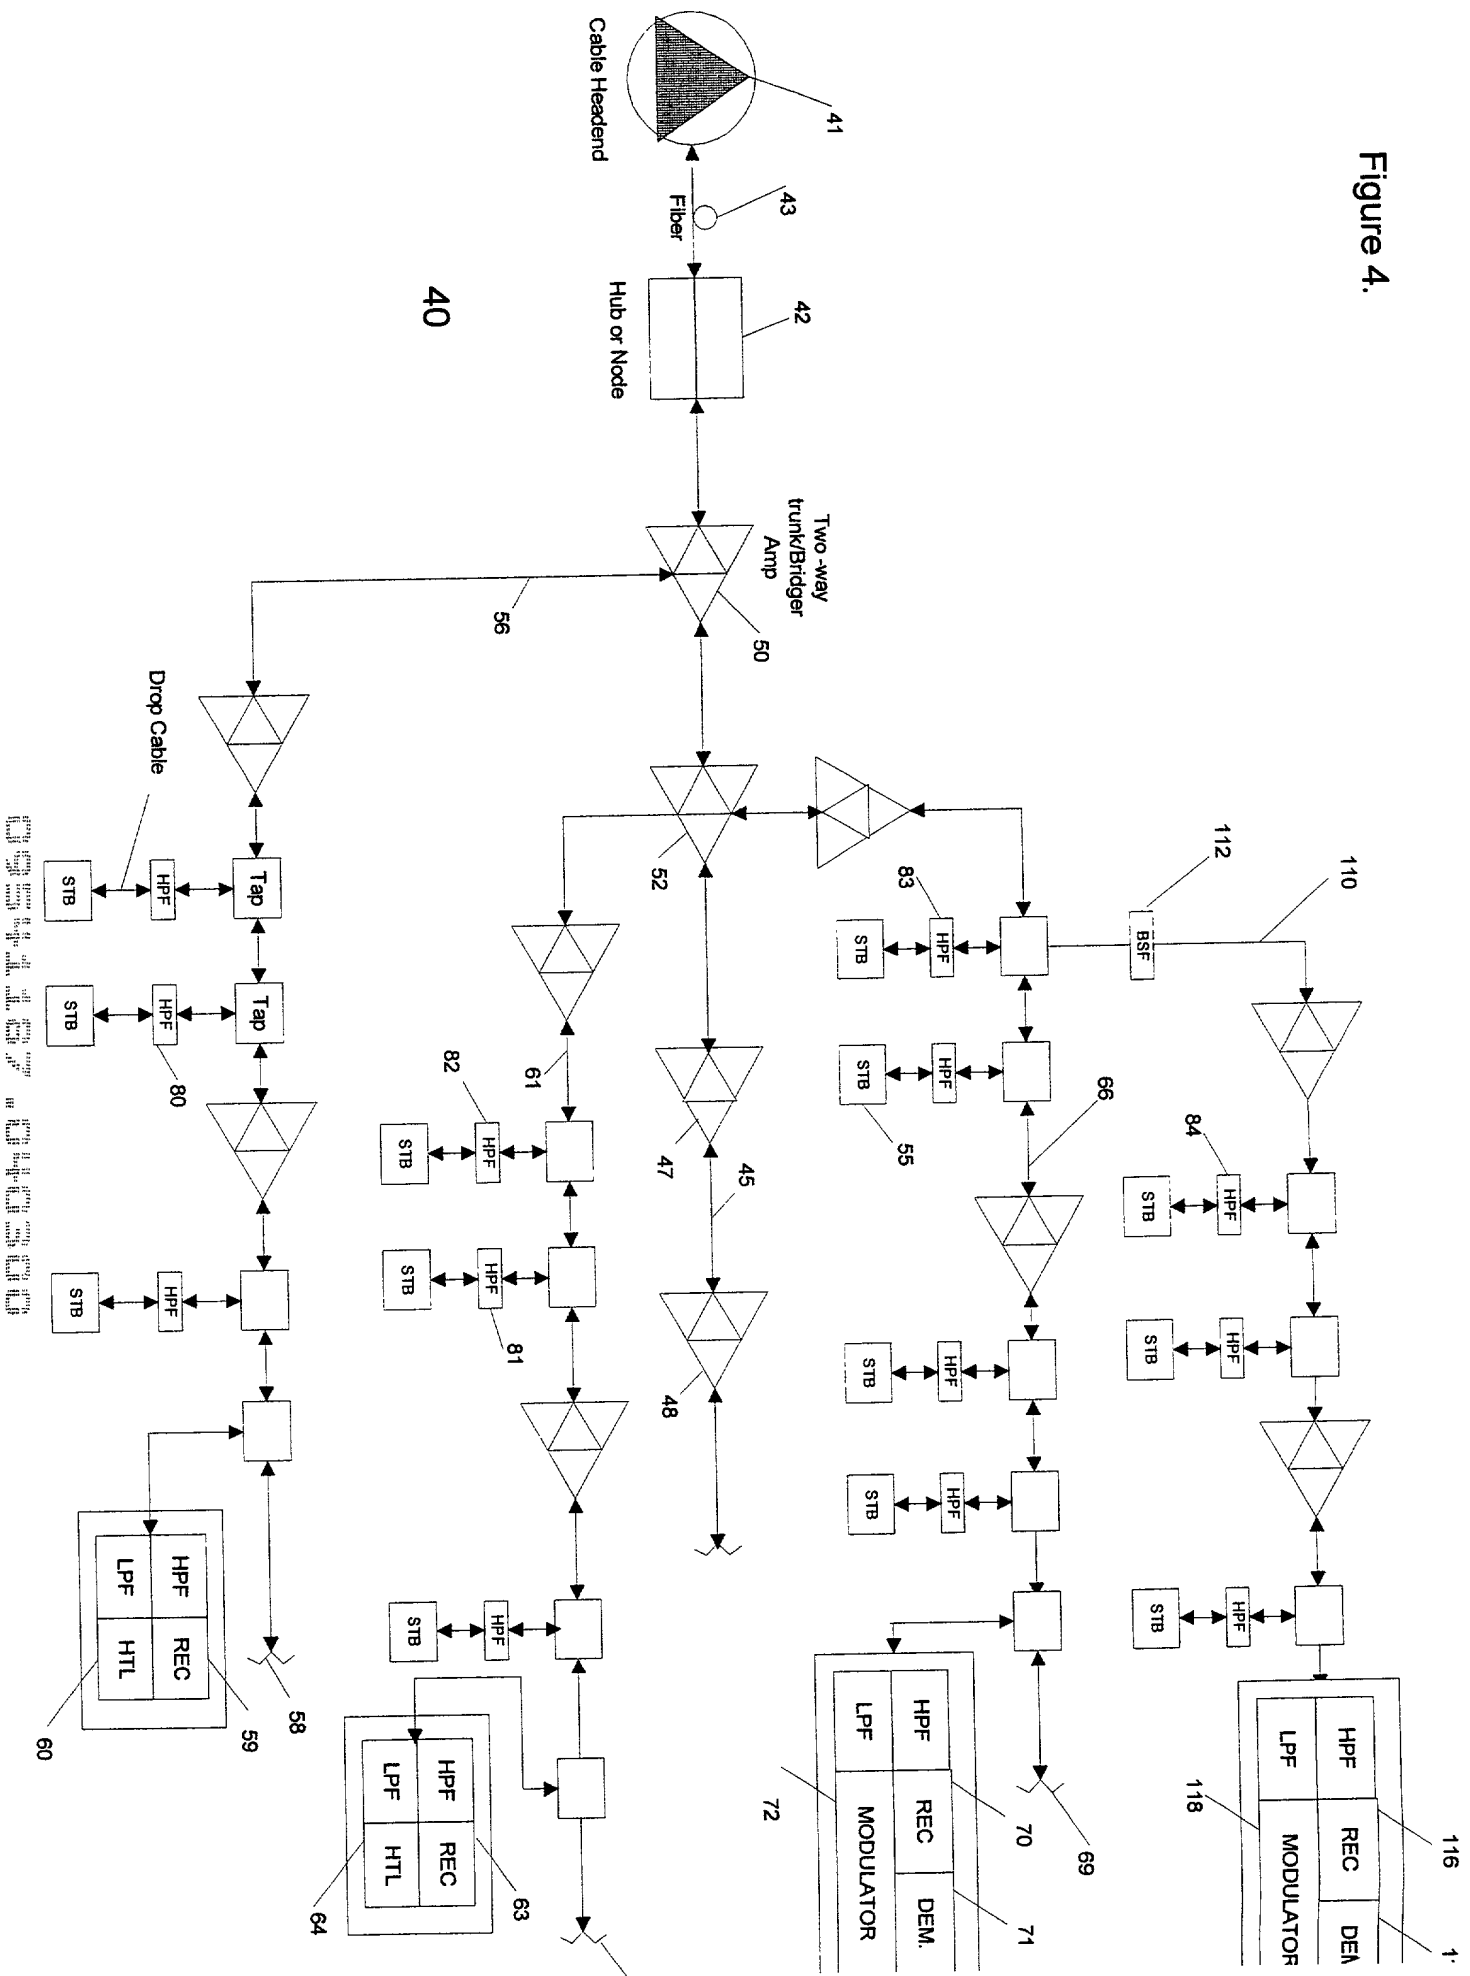 Figure 4.
41
Cable Headend
43
Fiber
42
Hub or Node
40
Two -way
trunk/Bridger
Amp
50
56
52
Drop Cable
110
112
BSF
83
HPF
STB
HPF
STB
55
66
84
HPF
STB
HPF
STB
HPF
STB
HPF
STB
HPF
STB
47
45
48
61
82
HPF
STB
HPF
STB
81
HPF
STB
Tap
HPF
STB
Tap
HPF
STB
80
HPF
STB
HPF
REC
LPF
HTL
58
59
60
HPF
REC
LPF
HTL
63
64
HPF
REC
DEM.
LPF
MODULATOR
69
70
71
72
HPF
REC
LPF
MODULATOR
116
118
09541197 . 040300